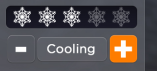 - Cooling +